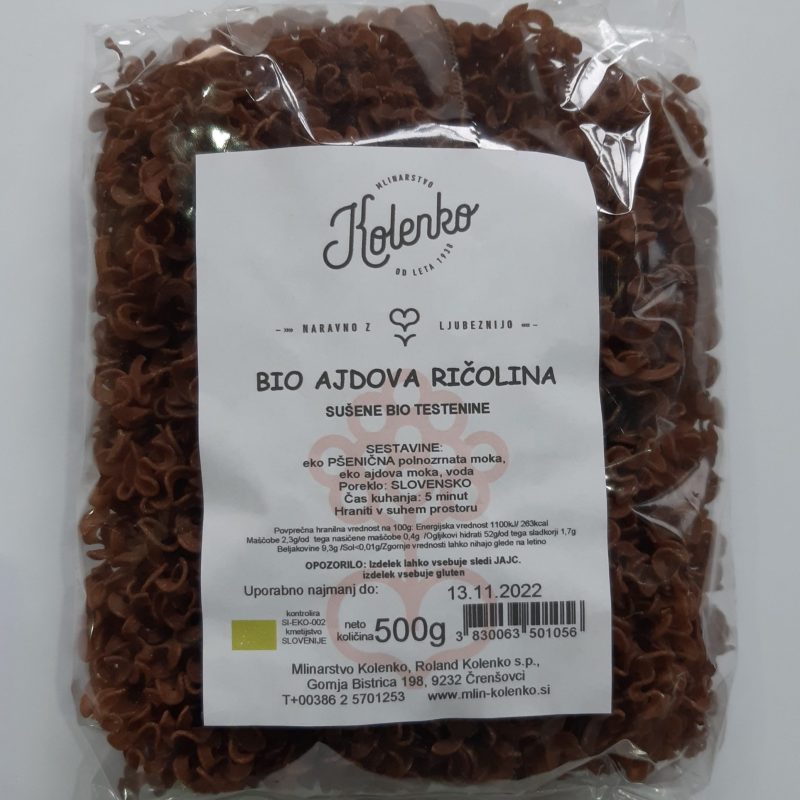 MLINARSTVO
Kolenko
OD LETA 1930
NARAVNO Z LJUBEZNIJO
BIO AJDOVA RIČOLINA
SUŠENE BIO TESTENINE
SESTAVINE:
eko PŠENIČNA polnozrnata moka,
eko ajdova moka, voda
Poreklo: SLOVENSKO
Čas kuhanja: 5 minut
Hraniti v suhem prostoru
Povprečna hranilna vrednost na 100g: Energijska vrednost 1100kJ/ 263kcal
Maščobe 2,3g/od tega nasičene maščobe 0,4g /Ogljikovi hidrati 52g/od tega sladkorji 1,7g
Beljakovine 9,3g /Sol<0,01g/Zgornje vrednosti lahko nihajo glede na letino
OPOZORILO: Izdelek lahko vsebuje sledi JAJC.
izdelek vsebuje gluten
Uporabno najmanj do: 13.11.2022
kontrolira
SI-EKO-002
kmetijstvo
SLOVENIJE
neto
količina 500g
3 830063 501056
Mlinarstvo Kolenko, Roland Kolenko s.p.,
Gornja Bistrica 198, 9232 Črenšovci
T+00386 2 5701253 www.mlin-kolenko.si